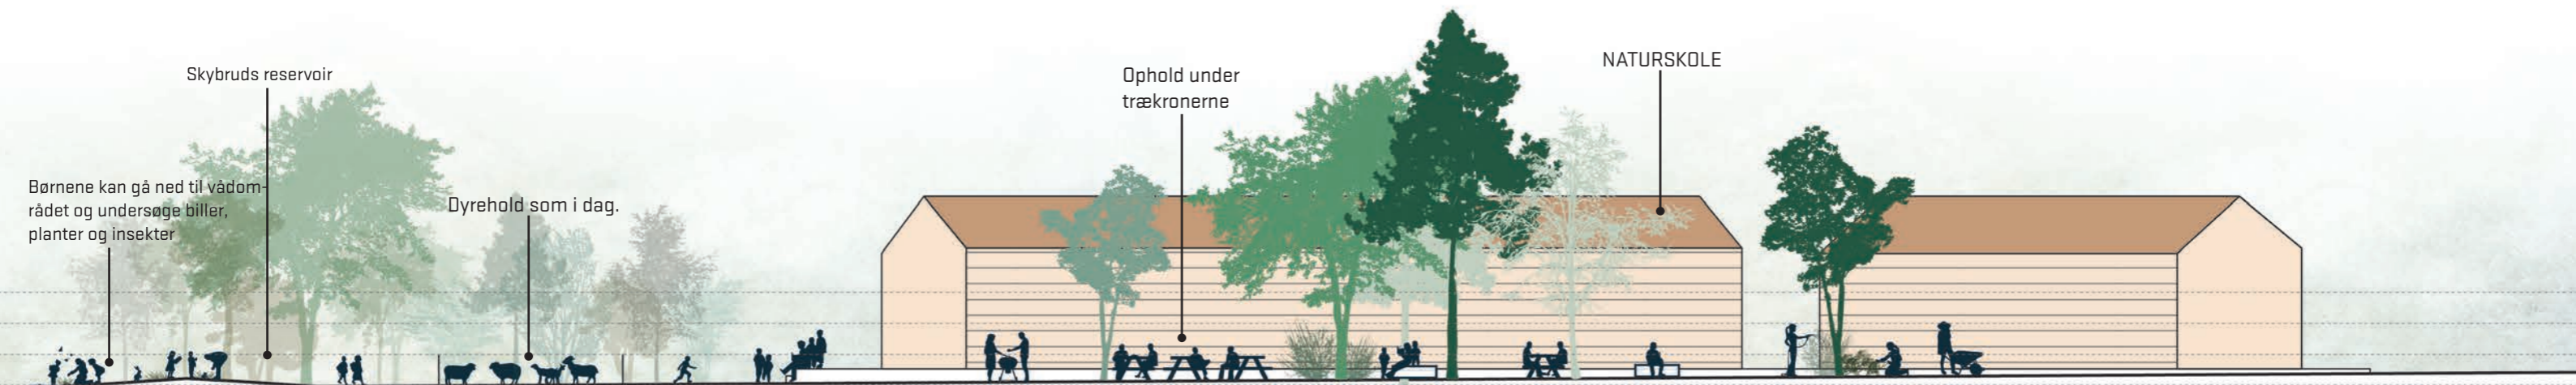 Børnene kan gå ned til vådom-
rådet og undersøge biller,
planter og insekter
Skybruds reservoir
Dyrehold som i dag.
Ophold under
trækronerne
NATURSKOLE